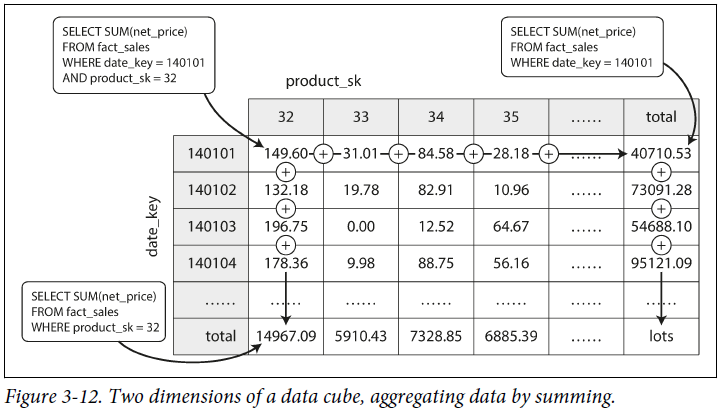 SELECT SUM(net_price)
FROM fact_sales
WHERE date_key = 140101
AND product_sk = 32
SELECT SUM(net_price)
FROM fact_sales
WHERE date_key = 140101
product_sk
32 33 34 35 ...... total
date_key
140101 149.60 + 31.01 + 84.58 + 28.18 + ...... 40710.53
+ +
140102 132.18 19.78 82.91 10.96 ...... 73091.28
+ +
140103 196.75 0.00 12.52 64.67 ...... 54688.10
+ +
140104 178.36 9.98 88.75 56.16 ...... 95121.09
...... ...... ...... ...... ...... ...... ......
total 14967.09 5910.43 7328.85 6885.39 ...... lots
SELECT SUM(net_price)
FROM fact_sales
WHERE product_sk = 32
Figure 3-12. Two dimensions of a data cube, aggregating data by summing.